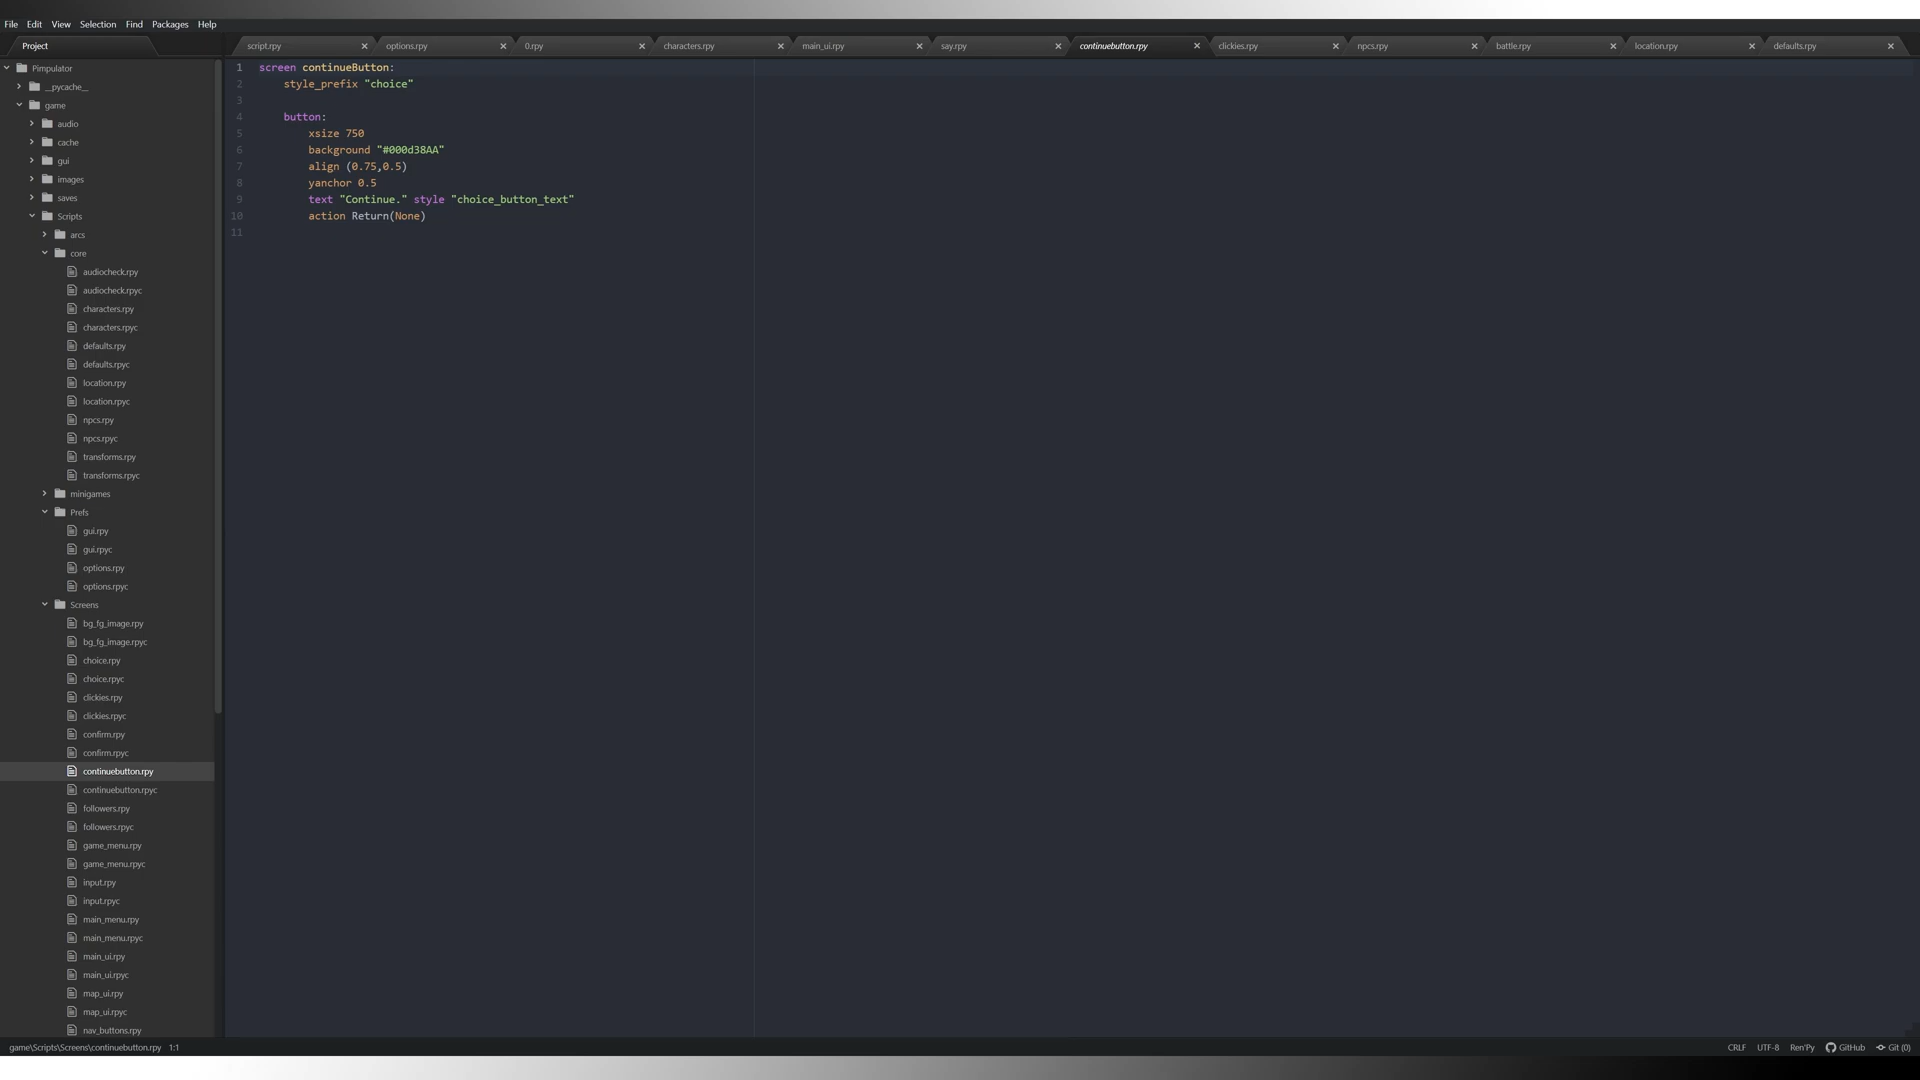 File Edit View Selection Find Packages Help
Project
script.rpy options.rpy 0.rpy characters.rpy main_ui.rpy say.rpy continuebutton.rpy clickies.rpy npcs.rpy battle.rpy location.rpy defaults.rpy
Pimpulator
__pycache__
game
audio
cache
gui
images
saves
Scripts
arcs
core
audiocheck.rpy
audiocheck.rpyc
characters.rpy
characters.rpyc
defaults.rpy
defaults.rpyc
location.rpy
location.rpyc
npcs.rpy
npcs.rpyc
transforms.rpy
transforms.rpyc
minigames
Prefs
gui.rpy
gui.rpyc
options.rpy
options.rpyc
Screens
bg_fg_image.rpy
bg_fg_image.rpyc
choice.rpy
choice.rpyc
clickies.rpy
clickies.rpyc
confirm.rpy
confirm.rpyc
continuebutton.rpy
continuebutton.rpyc
followers.rpy
followers.rpyc
game_menu.rpy
game_menu.rpyc
input.rpy
input.rpyc
main_menu.rpy
main_menu.rpyc
main_ui.rpy
main_ui.rpyc
map_ui.rpy
map_ui.rpyc
nav_buttons.rpy
1 screen continueButton:
2 style_prefix "choice"
3
4 button:
5 xsize 750
6 background "#000d38AA"
7 align (0.75,0.5)
8 yanchor 0.5
9 text "Continue." style "choice_button_text"
10 action Return(None)
11
game\Scripts\Screens\continuebutton.rpy 1:1 CRLF UTF-8 Ren'Py GitHub Git (0)